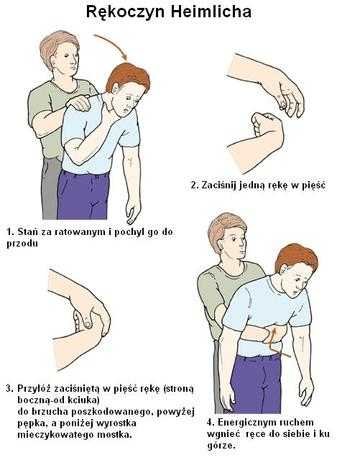 Rękoczyn Heimlicha
1. Stań za ratowanym i pochyl go do
przodu
2. Zaciśnij jedną rękę w pięść
3. Przyłóż zaciśniętą w pięść rękę (stroną
boczną-od kciuka)
do brzucha poszkodowanego, powyżej
pępka, a poniżej wyrostka
mieczykowatego mostka.
4. Energicznym ruchem
wgnieć ręce do siebie i ku
górze.